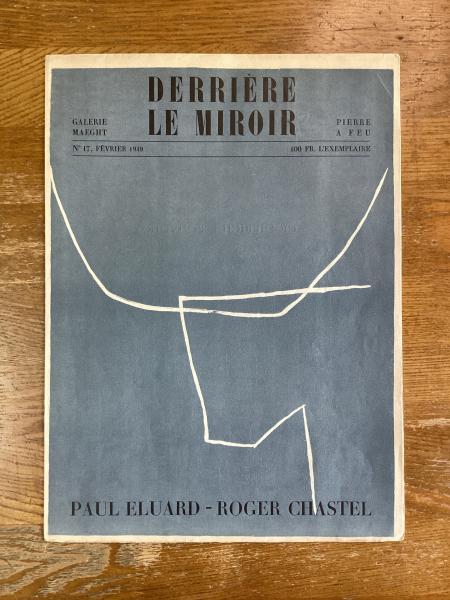 DERRIÈRE
LE MIROIR
GALERIE
MAEGHT
PIERRE
A FEU
N° 17, FÉVRIER 1949
100 FR. L'EXEMPLAIRE
PAUL ELUARD - ROGER CHASTEL